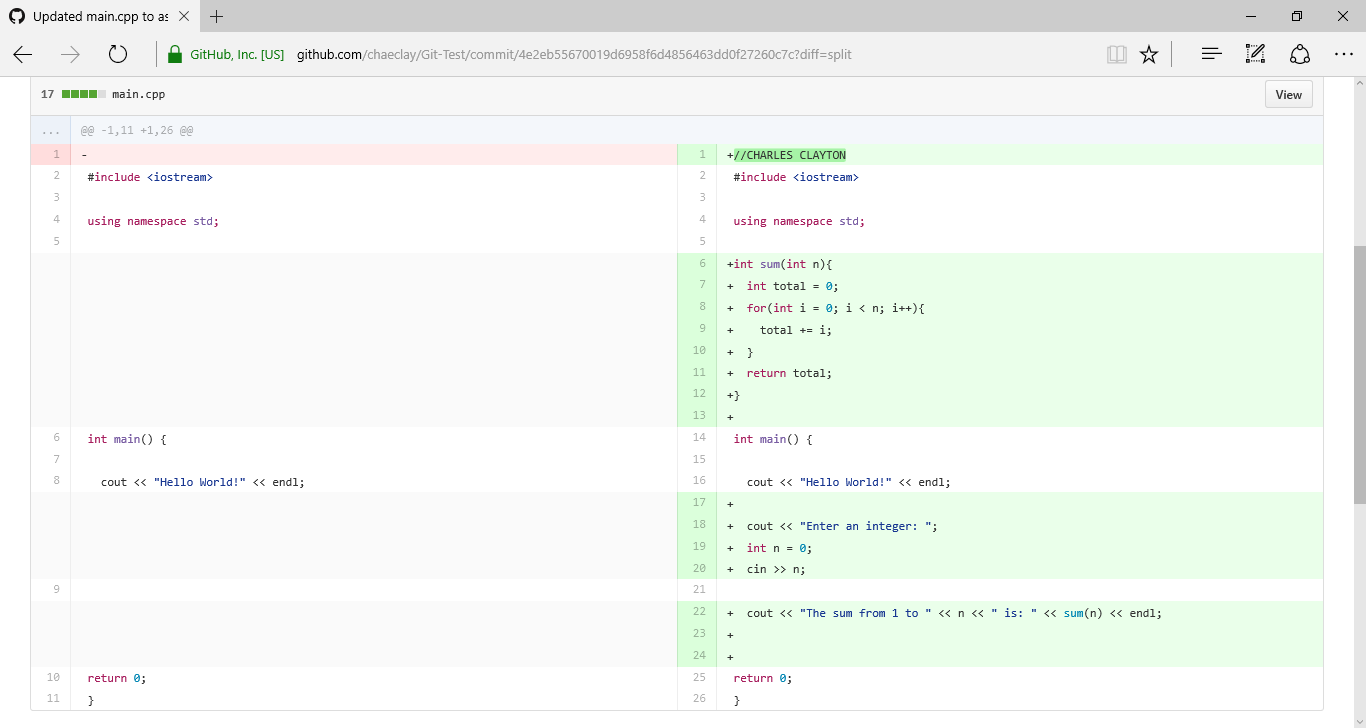 Updated main.cpp to as
GitHub, Inc. [US] github.com/chaeclay/Git-Test/commit/4e2eb55670019d6958f6d4856463dd0f27260c7c?diff=split
17 main.cpp View
... @@ -1,11 +1,26 @@
1 - 1 +//CHARLES CLAYTON
2 #include <iostream> 2 #include <iostream>
3 3
4 using namespace std; 4 using namespace std;
5 5
6 +int sum(int n){
7 + int total = 0;
8 + for(int i = 0; i < n; i++){
9 + total += i;
10 + }
11 + return total;
12 +}
13 +
6 int main() { 14 int main() {
7 15
8 cout << "Hello World!" << endl; 16 cout << "Hello World!" << endl;
17 +
18 + cout << "Enter an integer: ";
19 + int n = 0;
20 + cin >> n;
9 21
22 + cout << "The sum from 1 to " << n << " is: " << sum(n) << endl;
23 +
24 +
10 return 0; 25 return 0;
11 } 26 }